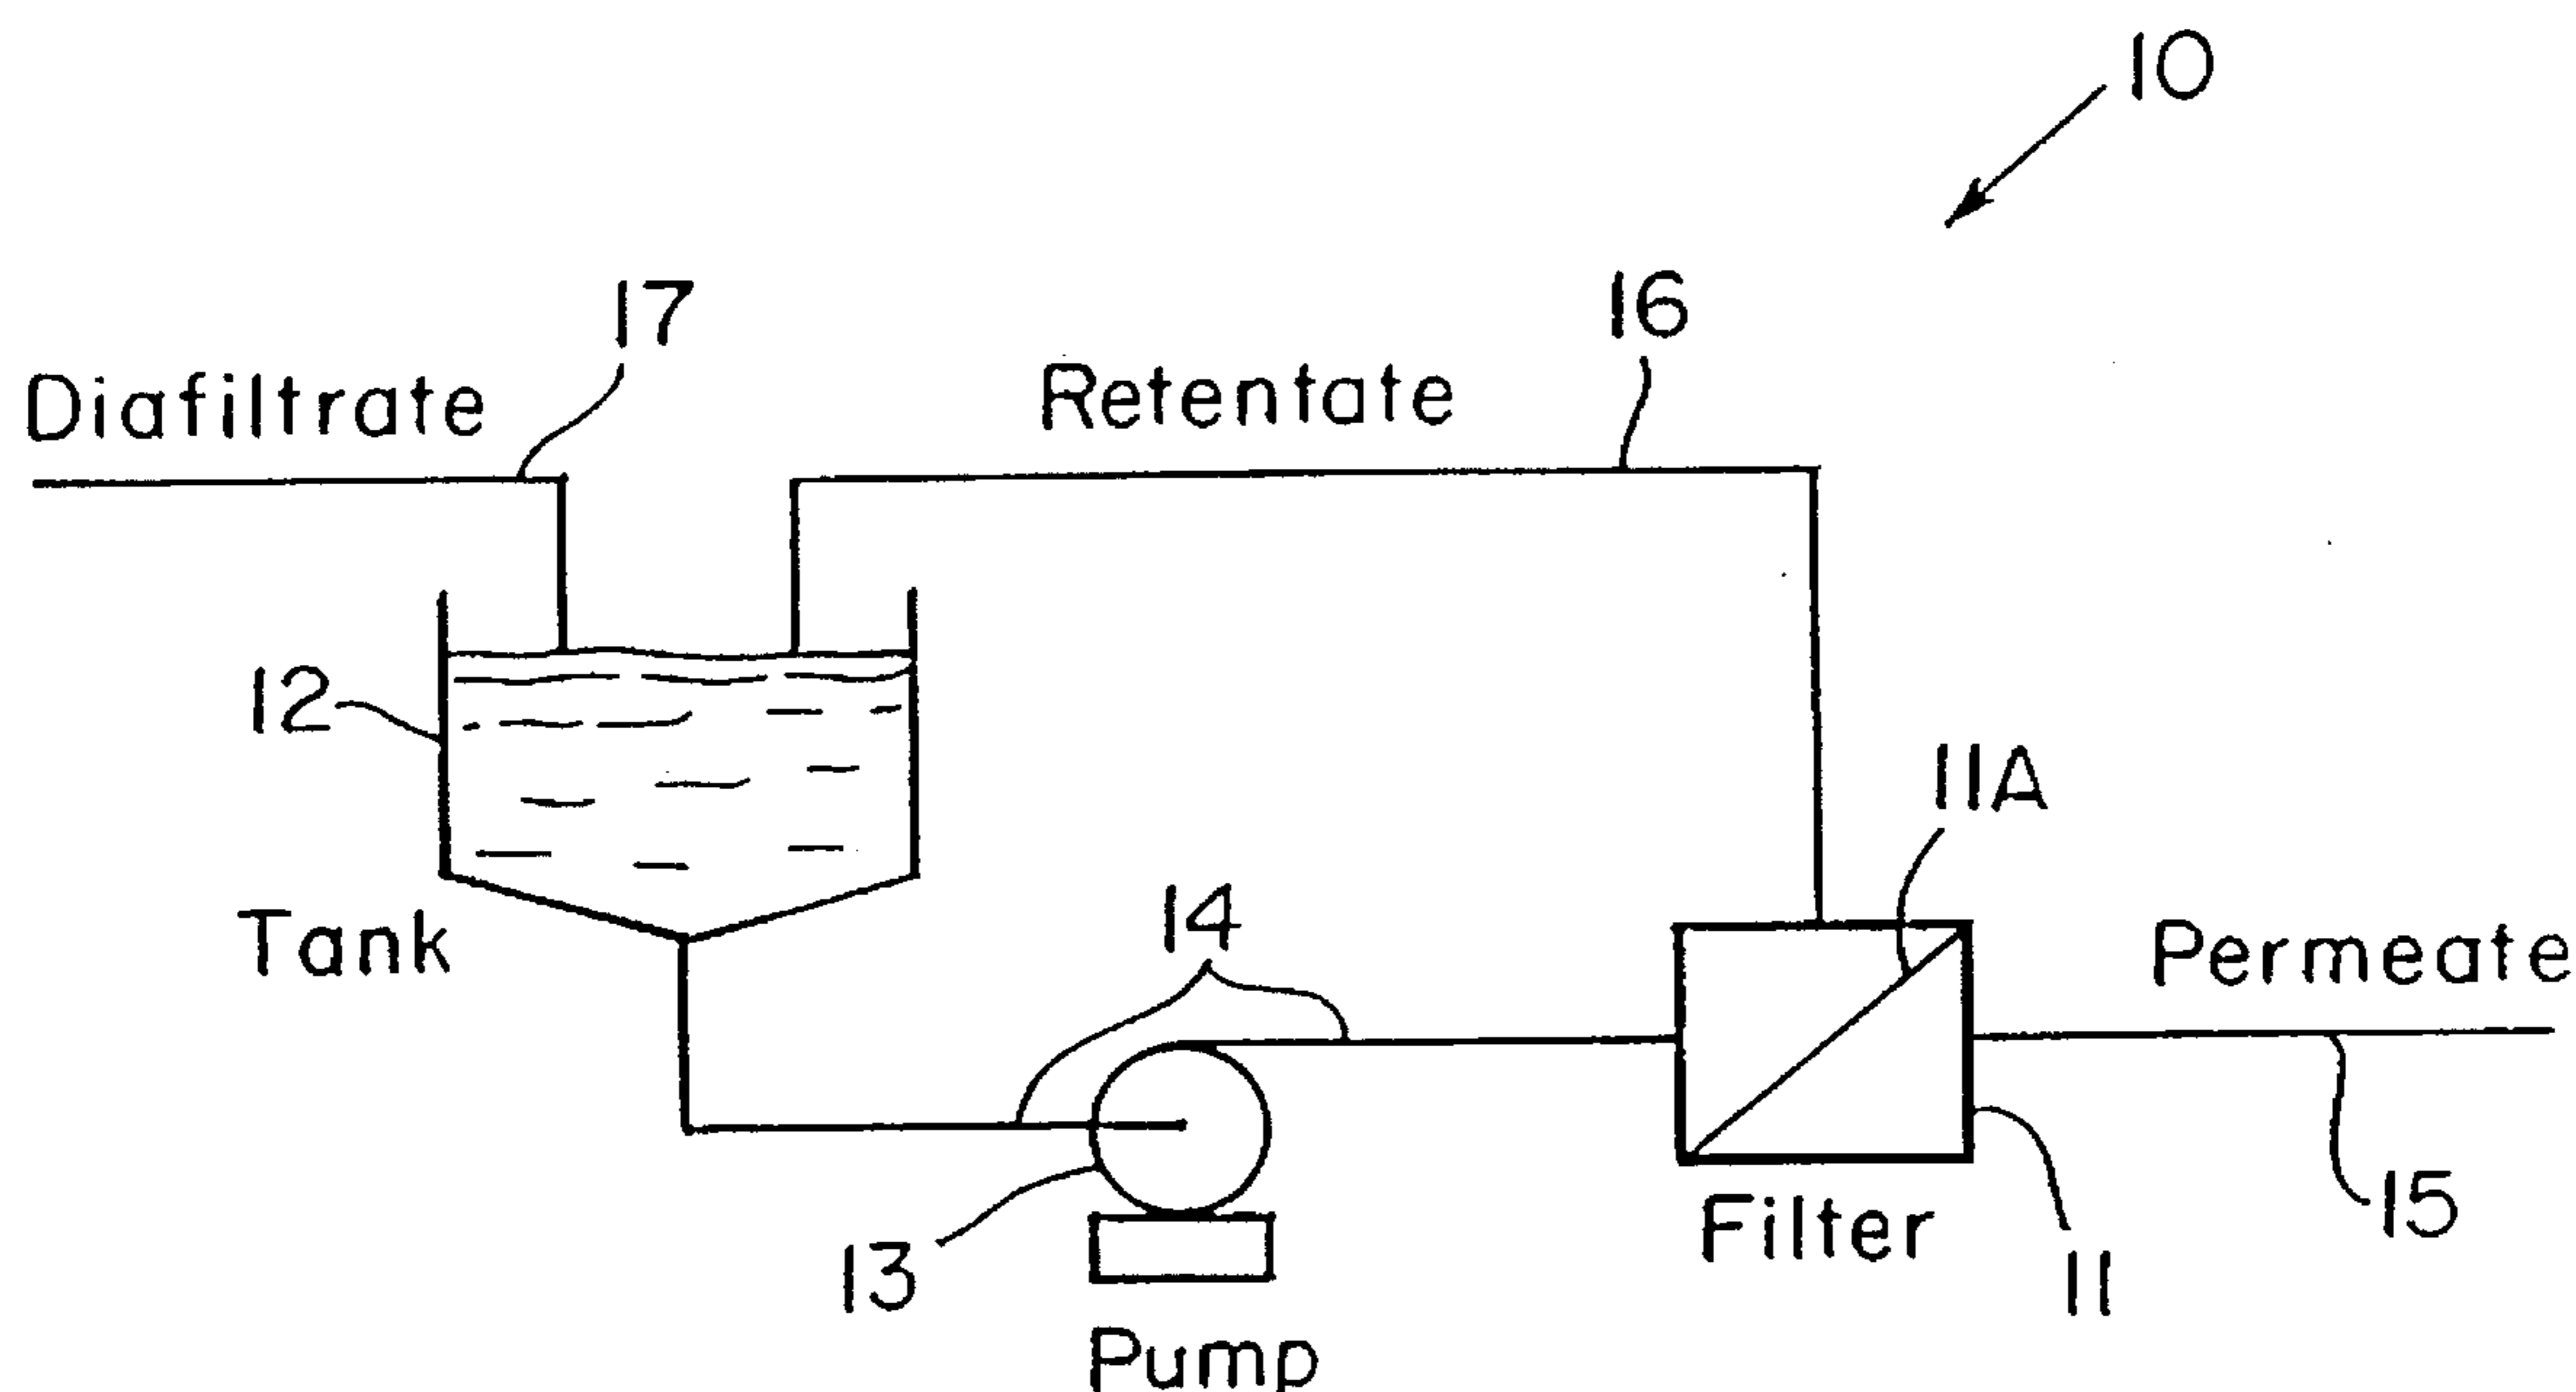 10
17
16
Diafiltrate
Retentate
12
11A
Tank
14
Permeate
13
Filter
15
11
Pump